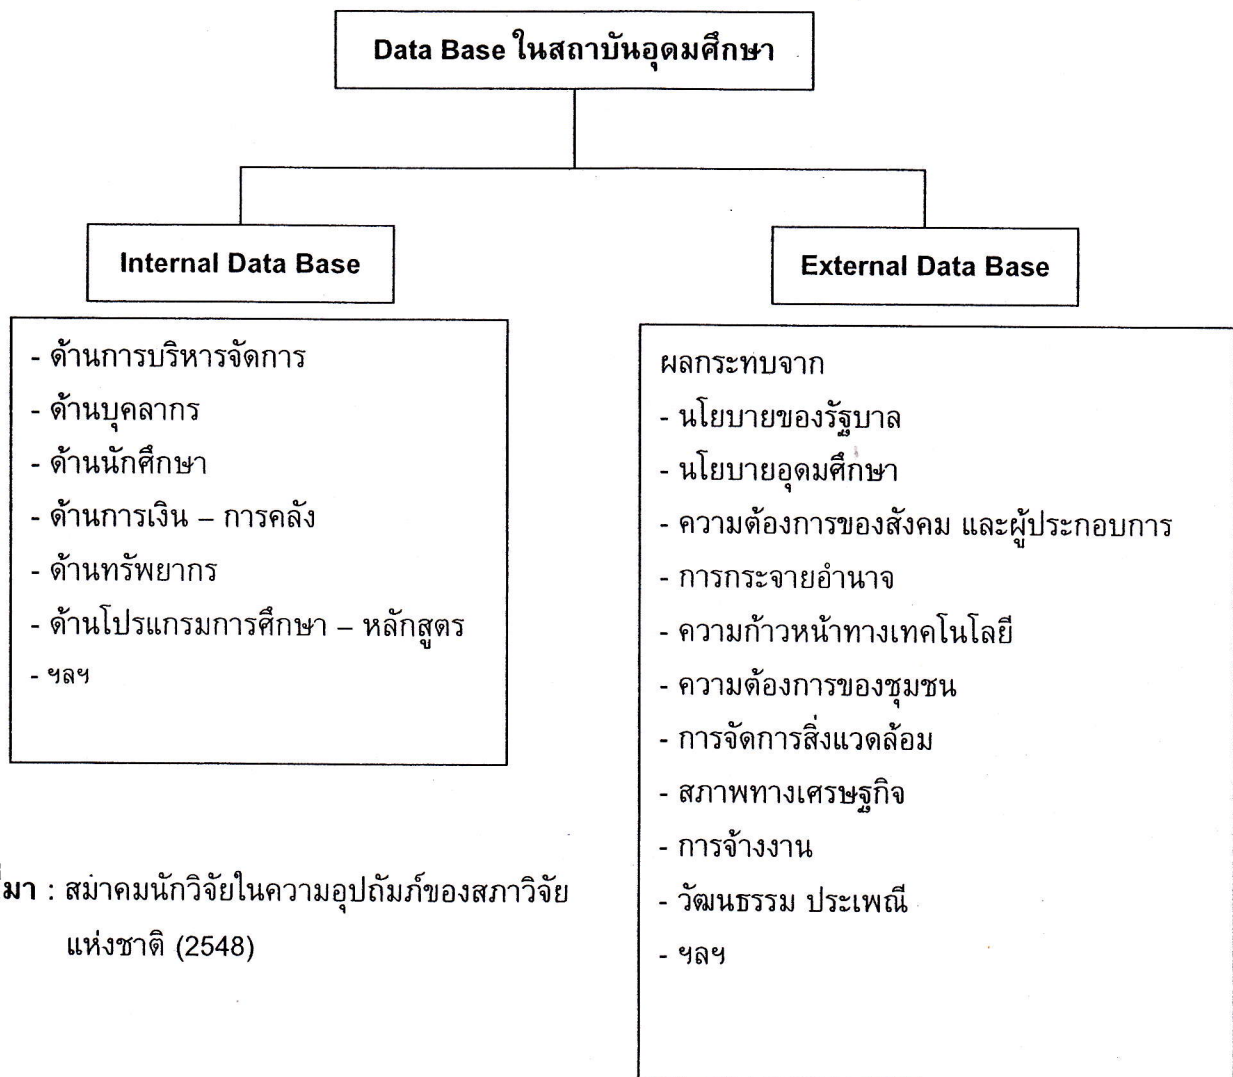 Data Base ในสถาบันอุดมศึกษา
Internal Data Base
- ด้านการบริหารจัดการ
- ด้านบุคลากร
- ด้านนักศึกษา
- ด้านการเงิน – การคลัง
- ด้านทรัพยากร
- ด้านโปรแกรมการศึกษา – หลักสูตร
- ฯลฯ
External Data Base
ผลกระทบจาก
- นโยบายของรัฐบาล
- นโยบายอุดมศึกษา
- ความต้องการของสังคม และผู้ประกอบการ
- การกระจายอำนาจ
- ความก้าวหน้าทางเทคโนโลยี
- ความต้องการของชุมชน
- การจัดการสิ่งแวดล้อม
- สภาพทางเศรษฐกิจ
- การจ้างงาน
- วัฒนธรรม ประเพณี
- ฯลฯ
มา : สมาคมนักวิจัยในความอุปถัมภ์ของสภาวิจัย
แห่งชาติ (2548)